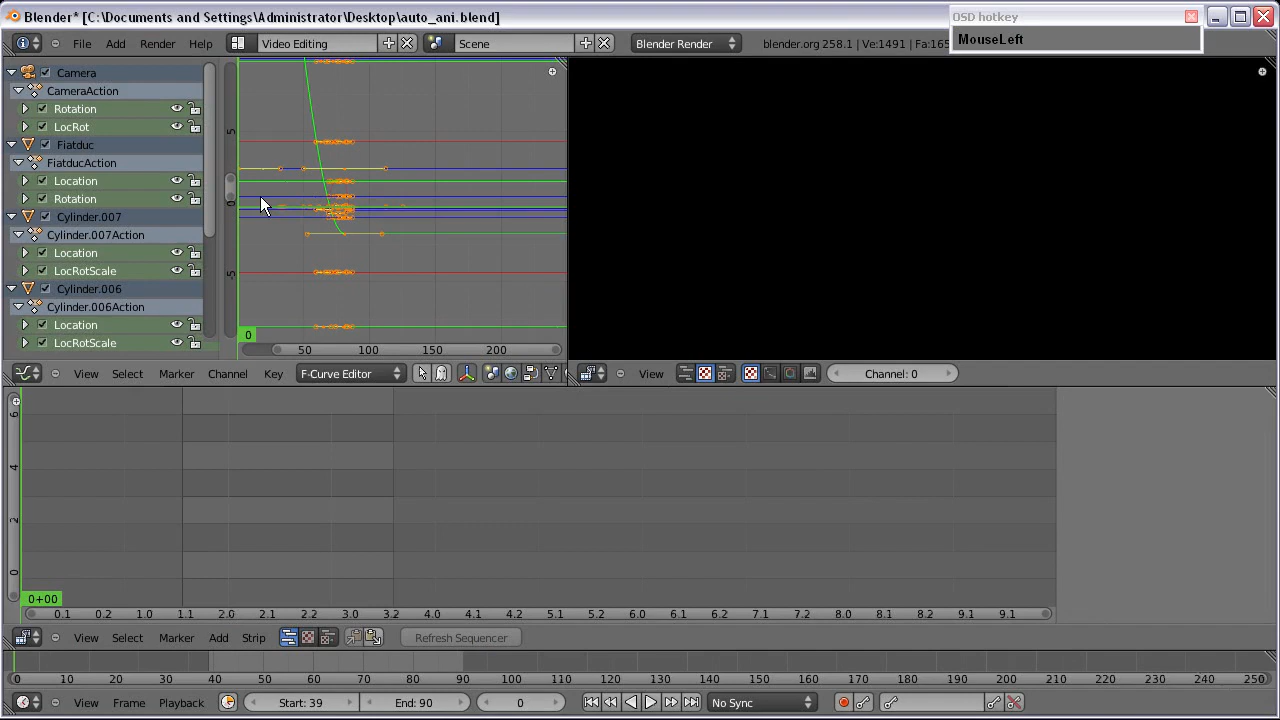 Blender* [C:\Documents and Settings\Administrator\Desktop\auto_ani.blend]
OSD hotkey
MouseLeft
File Add Render Help Video Editing Scene Blender Render blender.org 258.1 | Ve:1491 | Fa:165
Camera
CameraAction
Rotation
LocRot
Fiatduc
FiatducAction
Location
Rotation
Cylinder.007
Cylinder.007Action
Location
LocRotScale
Cylinder.006
Cylinder.006Action
Location
LocRotScale
5
0
-5
0
50 100 150 200
View Select Marker Channel Key F-Curve Editor
View Channel: 0
6
4
2
0
0+00
0.1 0.2 1.0 1.1 2.0 2.1 2.2 3.0 3.2 4.0 4.1 4.2 5.1 5.2 6.0 6.1 6.2 7.1 7.2 8.0 8.1 8.2 9.1 9.1
View Select Marker Add Strip Refresh Sequencer
0 10 20 30 40 50 60 70 80 90 100 110 120 130 140 150 160 170 180 190 200 210 220 230 240 250
View Frame Playback Start: 39 End: 90 0 No Sync